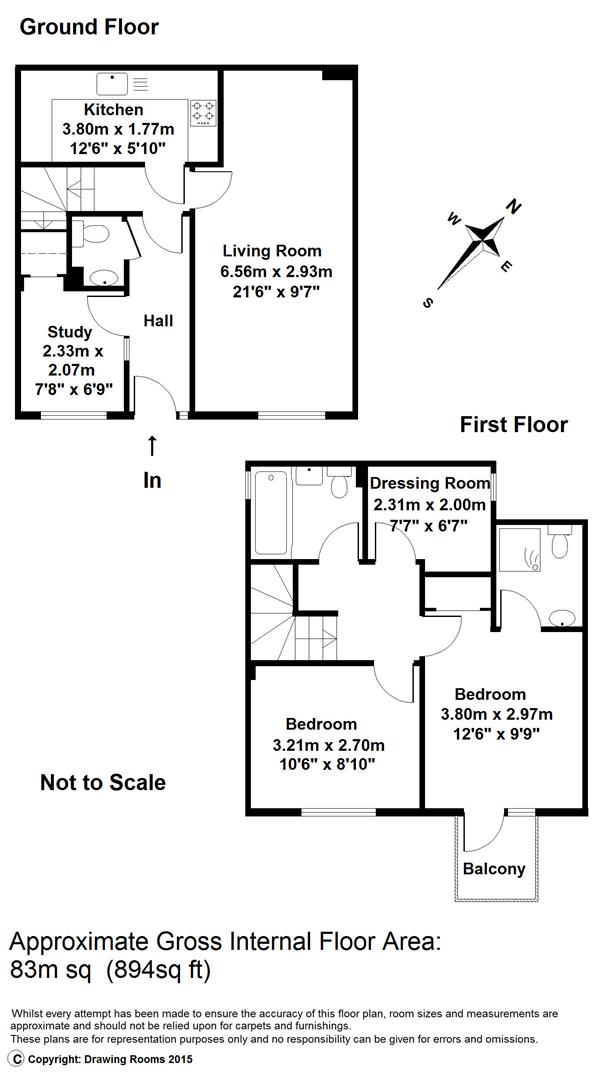 Ground Floor
Kitchen
3.80m x 1.77m
12'6" x 5'10"
Living Room
6.56m x 2.93m
21'6" x 9'7"
Hall
Study
2.33m x
2.07m
7'8" x 6'9"
In
N
W
E
S
First Floor
Dressing Room
2.31m x 2.00m
7'7" x 6'7"
Bedroom
3.80m x 2.97m
12'6" x 9'9"
Bedroom
3.21m x 2.70m
10'6" x 8'10"
Not to Scale
Balcony
Approximate Gross Internal Floor Area:
83m sq (894sq ft)
Whilst every attempt has been made to ensure the accuracy of this floor plan, room sizes and measurements are
approximate and should not be relied upon for carpets and furnishings.
These plans are for representation purposes only and no responsibility can be given for errors and omissions.
© Copyright: Drawing Rooms 2015